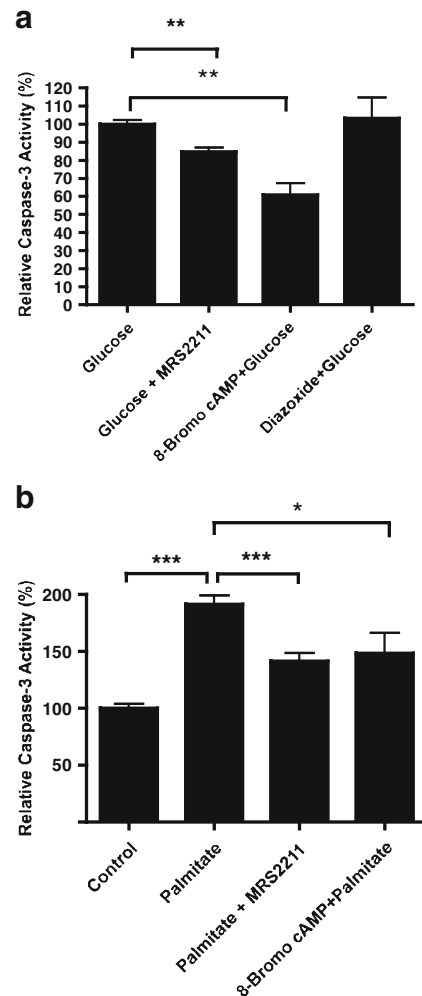 a
**
**
Relative Caspase-3 Activity (%)
120
110
100
90
80
70
60
50
40
30
20
10
0
Glucose
Glucose + MRS2211
8-Bromo cAMP+Glucose
Diazoxide+Glucose
b
*
***
***
Relative Caspase-3 Activity (%)
200
150
100
50
Control
Palmitate
Palmitate + MRS2211
8-Bromo cAMP+Palmitate